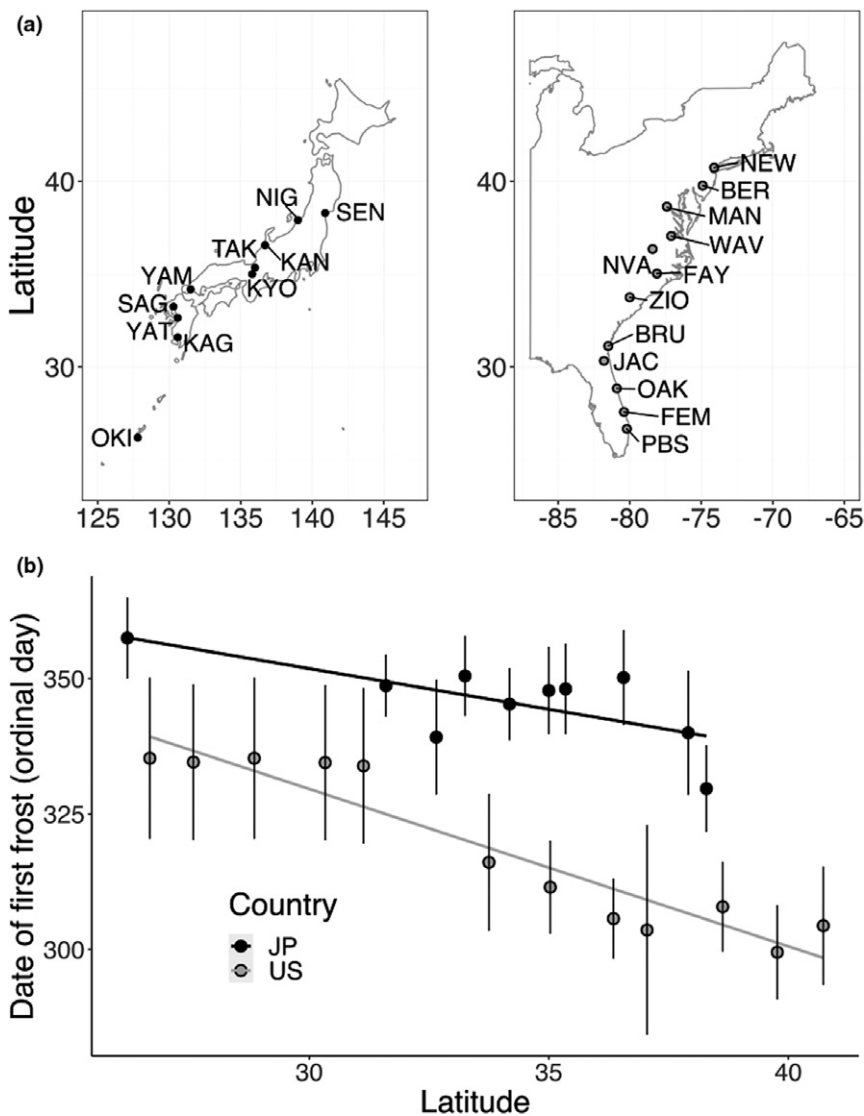 (a)
Latitude
40
30
NIG
SEN
TAK
KAN
YAM
KYO
SAG
YAT
KAG
OKI
125 130 135 140 145
40
30
NEW
BER
MAN
WAV
NVA
FAY
ZIO
BRU
JAC
OAK
FEM
PBS
-85 -80 -75 -70 -65
(b)
Date of first frost (ordinal day)
350
325
300
Country
JP
US
30 35 40
Latitude